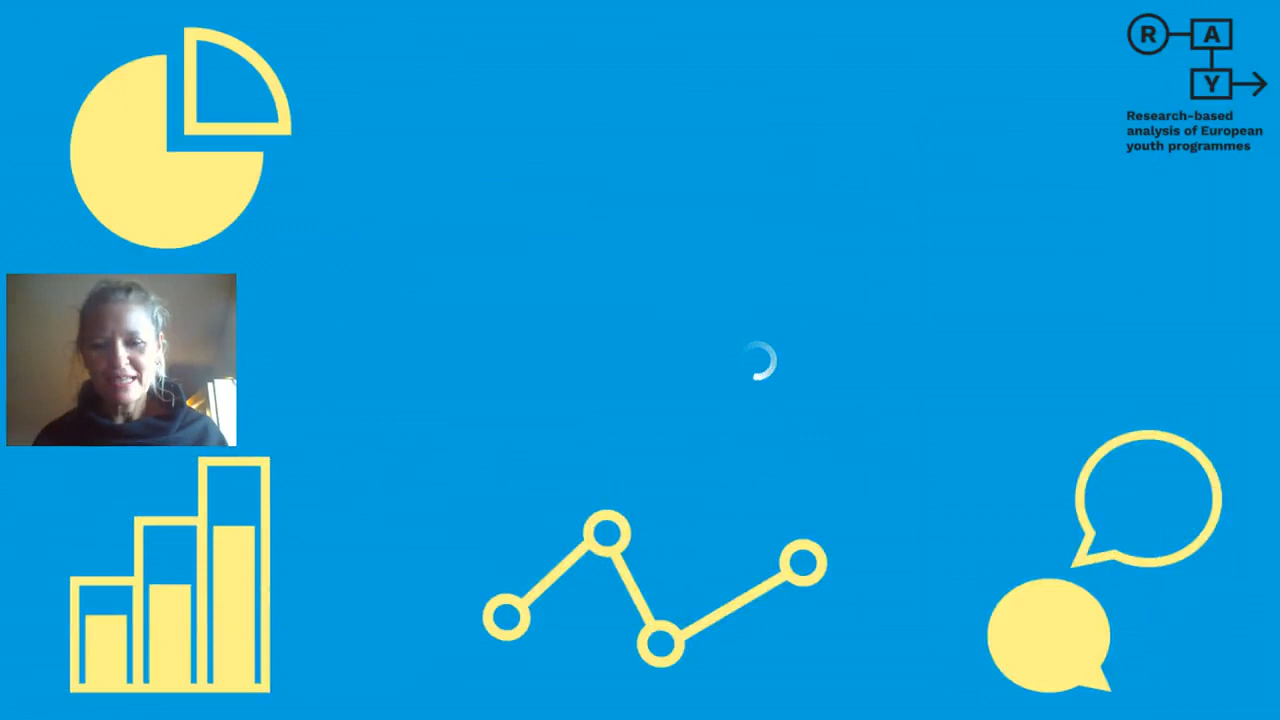 R A
Y
Research-based
analysis of European
youth programmes